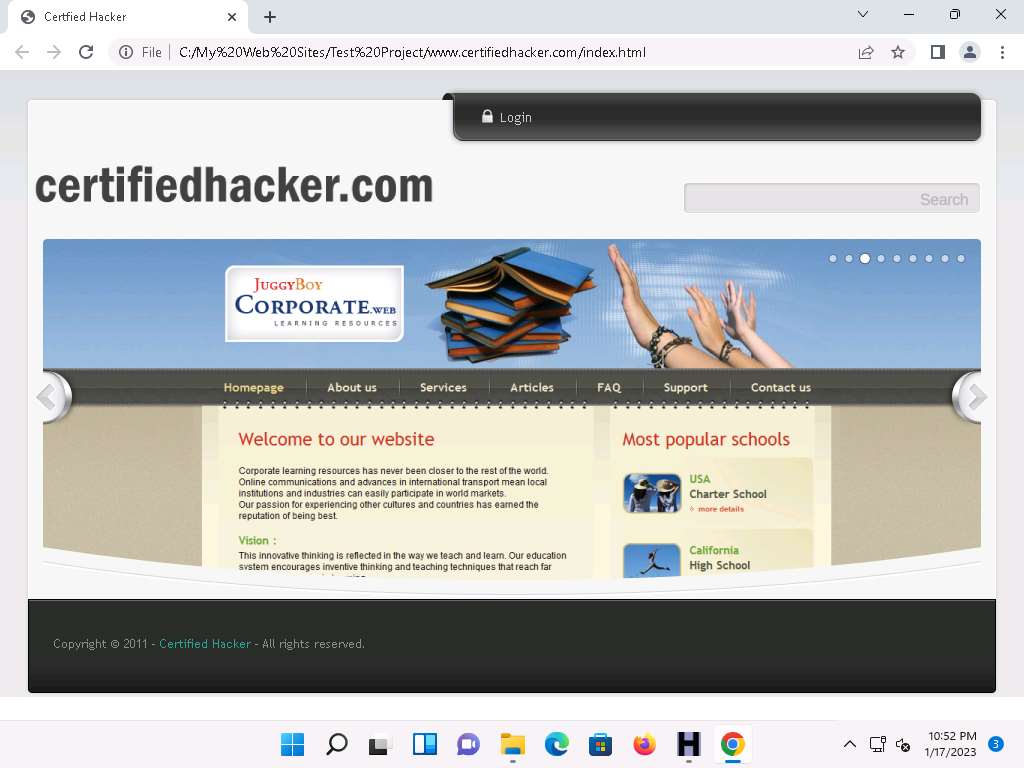 Certfied Hacker
File
C:/My%20Web%20Sites/Test%20Project/www.certifiedhacker.com/index.html
Login
certifiedhacker.com
Search
JUGGYBOY
CORPORATE.WEB
LEARNING RESOURCES
Homepage About us Services Articles FAQ Support Contact us
Welcome to our website
Corporate learning resources has never been closer to the rest of the world.
Online communications and advances in international transport mean local
institutions and industries can easily participate in world markets.
Our passion for experiencing other cultures and countries has earned the
reputation of being best.
Vision :
This innovative thinking is reflected in the way we teach and learn. Our education
system encourages inventive thinking and teaching techniques that reach far
Most popular schools
USA
Charter School
more details
California
High School
Copyright © 2011 - Certified Hacker - All rights reserved.
10:52 PM
1/17/2023
3